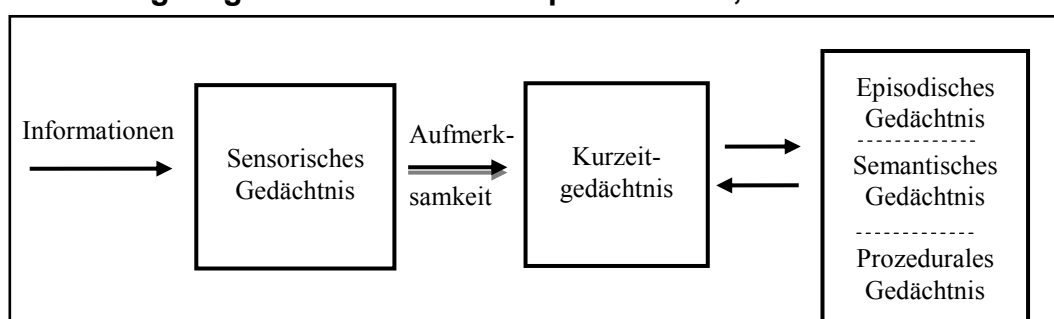 Informationen
Sensorisches
Gedächtnis
Aufmerk-
samkeit
Kurzeit-
gedächtnis
Episodisches
Gedächtnis
Semantisches
Gedächtnis
Prozedurales
Gedächtnis